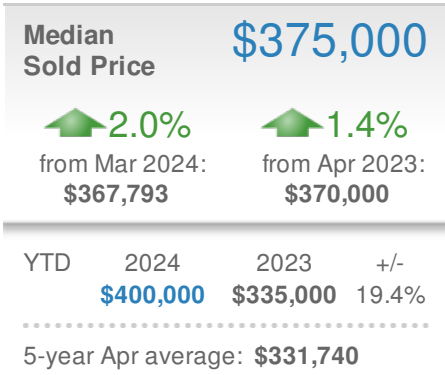 Median
Sold Price
$375,000
2.0%
1.4%
from Mar 2024:
from Apr 2023:
$367,793
$370,000
YTD 2024 2023 +/-
$400,000 $335,000 19.4%
5-year Apr average: $331,740